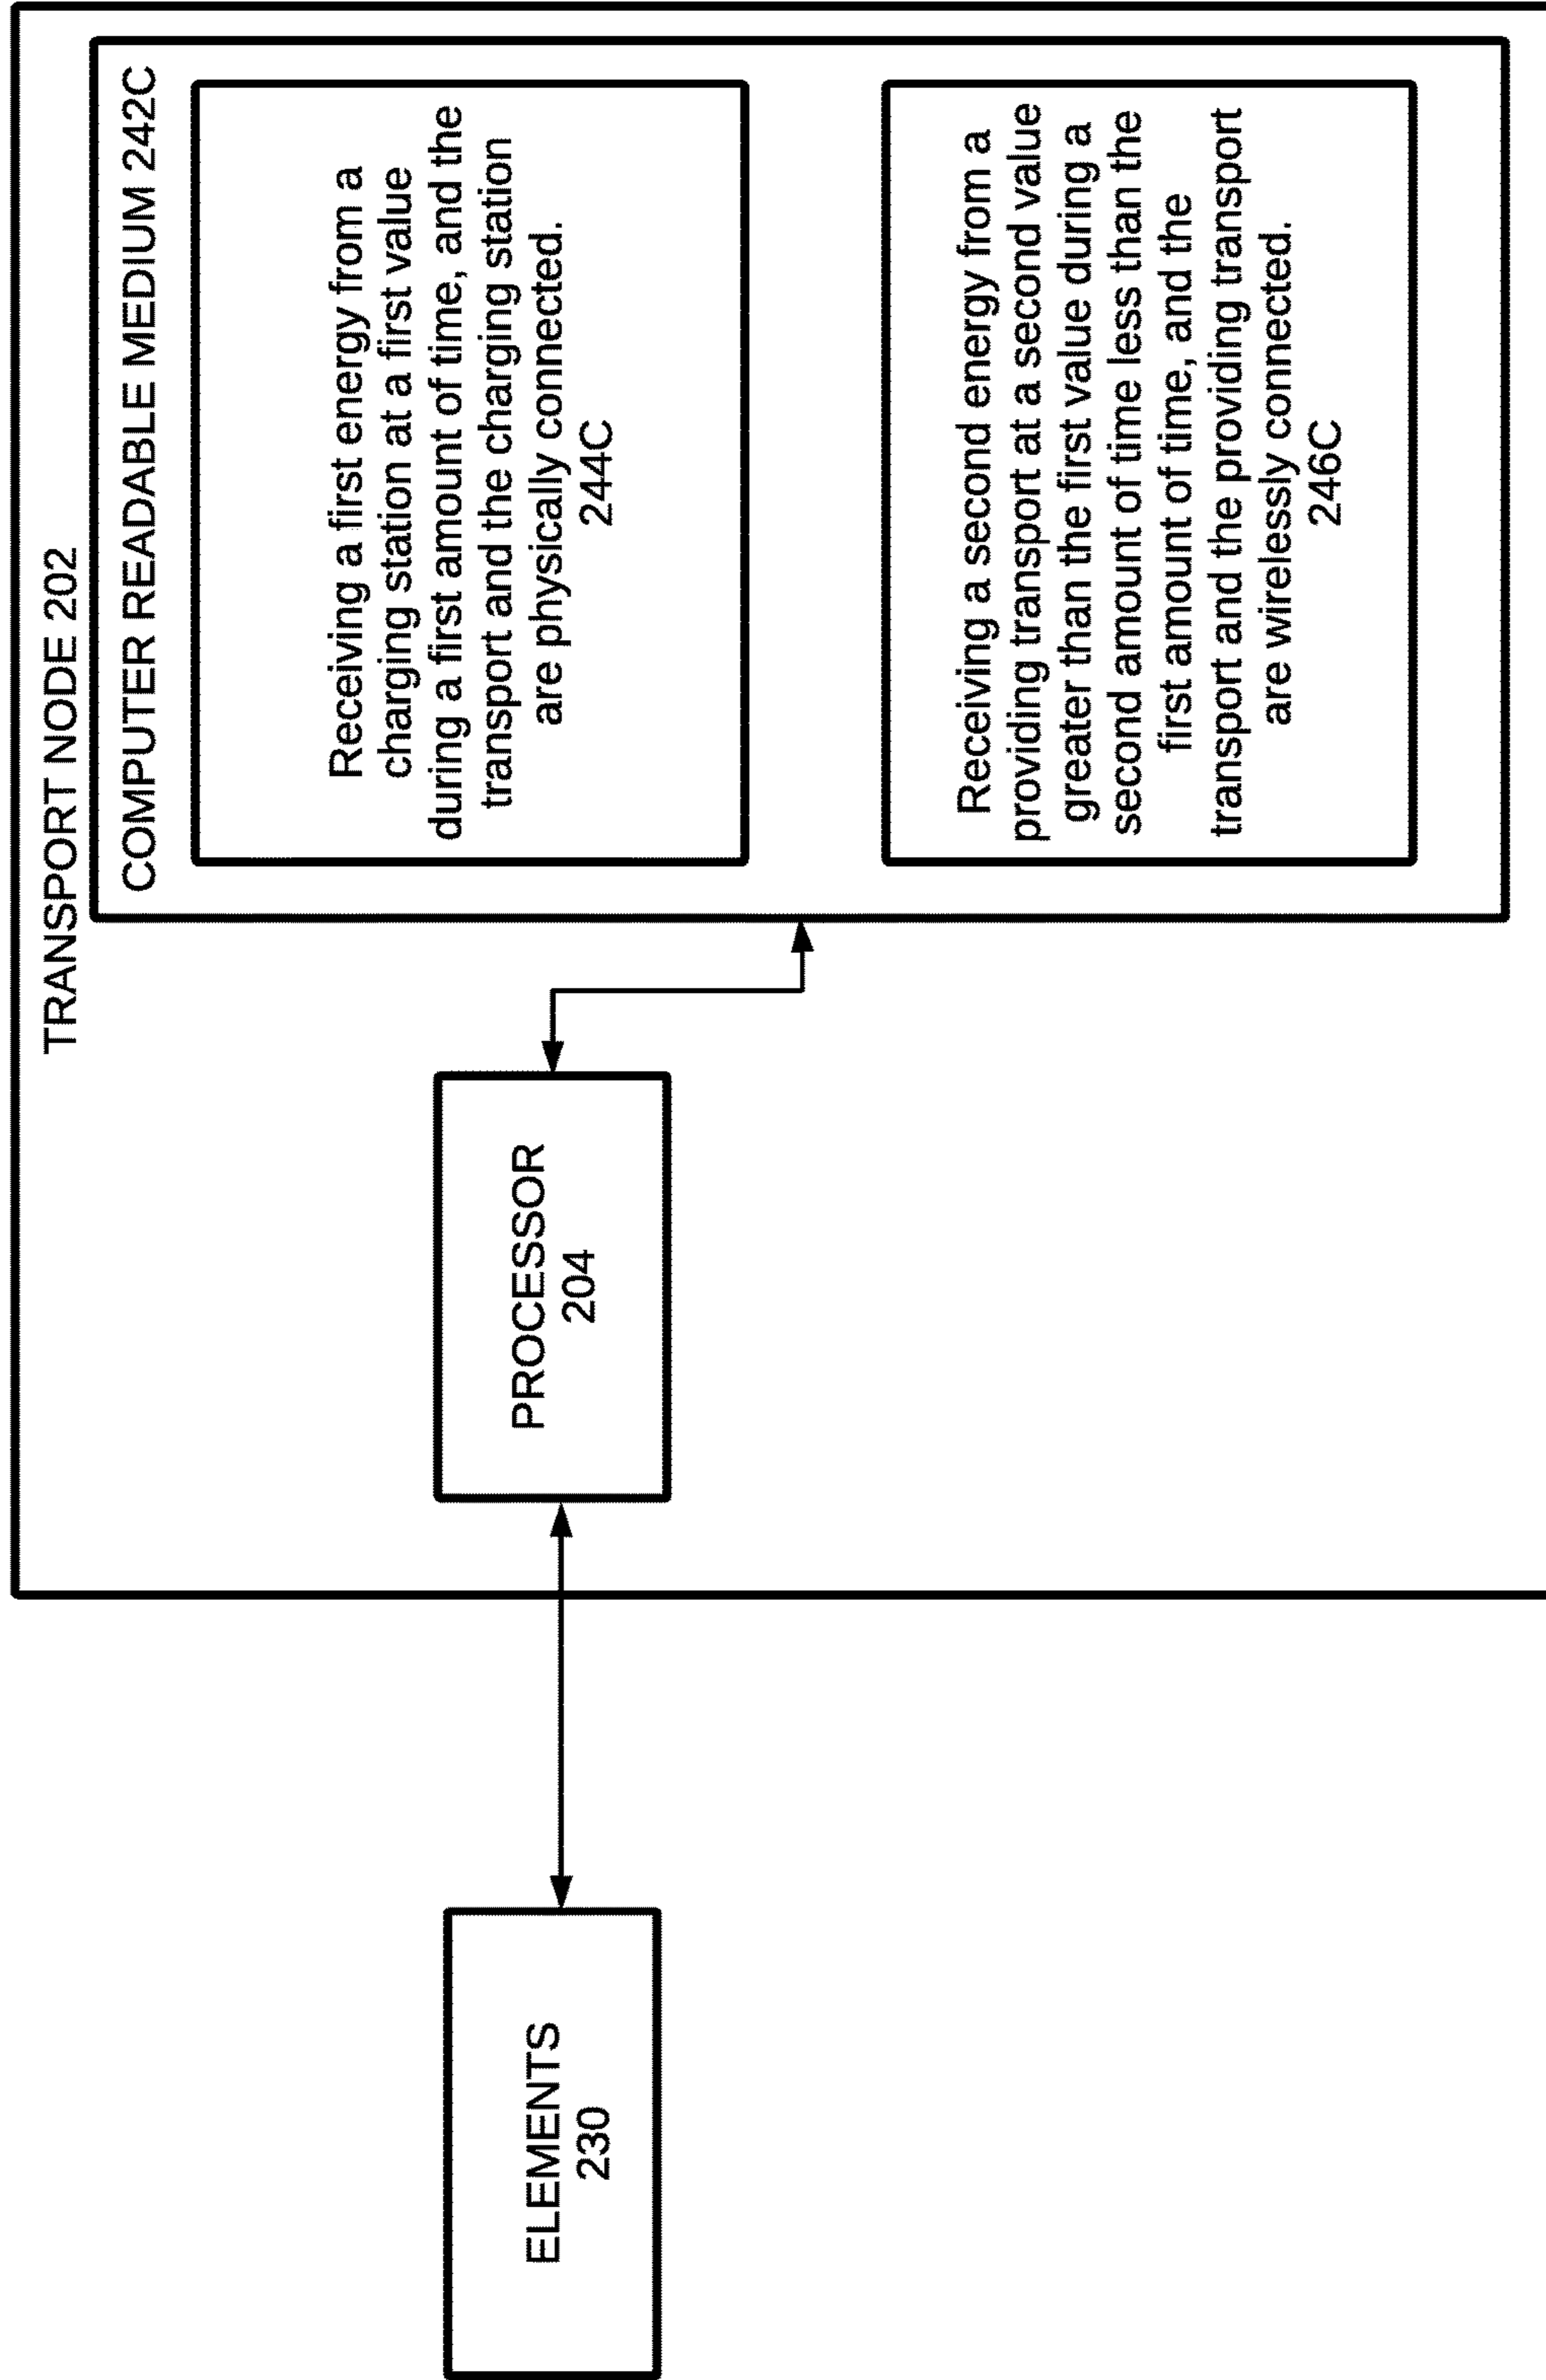 TRANSPORT NODE 202
COMPUTER READABLE MEDIUM 242C
Receiving a first energy from a
charging station at a first value
during a first amount of time, and the
transport and the charging station
are physically connected.
244C
Receiving a second energy from a
providing transport at a second value
greater than the first value during a
second amount of time less than the
first amount of time, and the
transport and the providing transport
are wirelessly connected.
246C
PROCESSOR
204
ELEMENTS
230